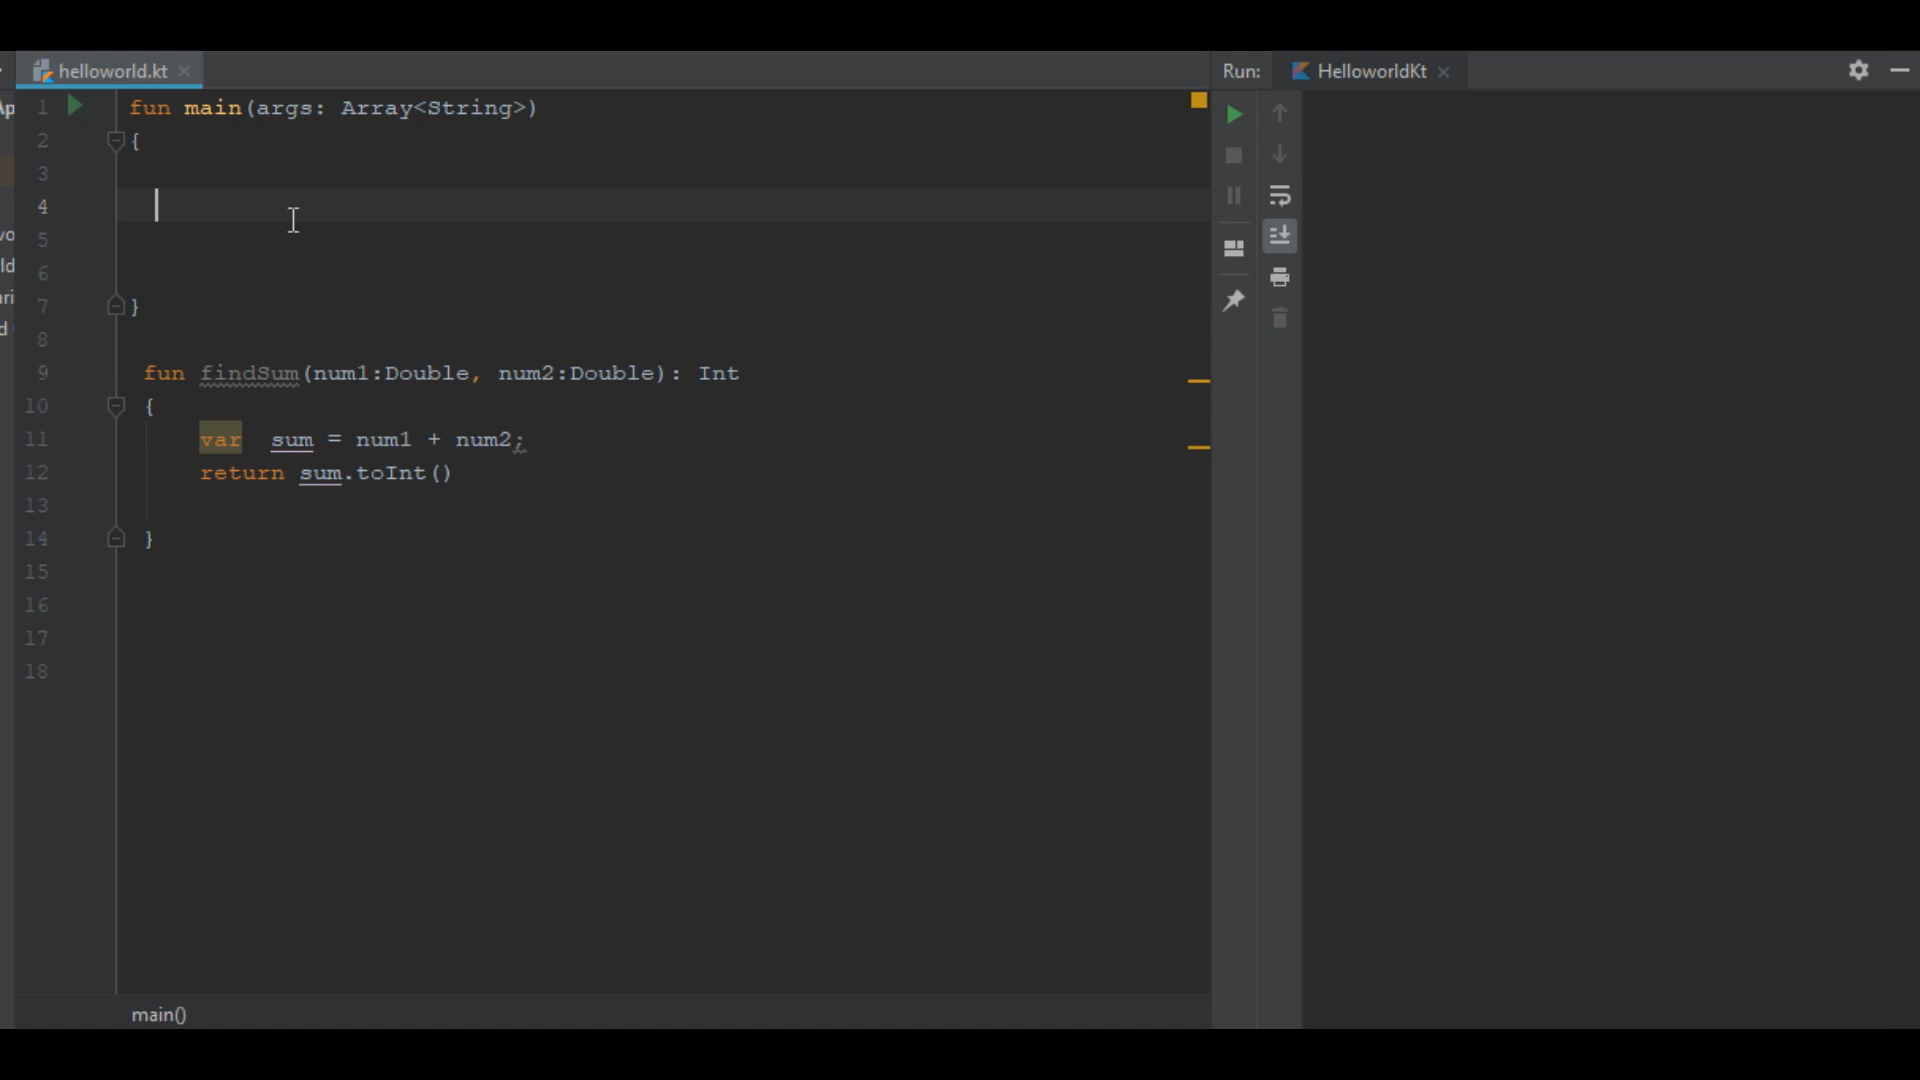 helloworld.kt
Run: HelloworldKt
1 fun main(args: Array<String>)
2 {
3
4
5
6
7 }
8
9 fun findSum(num1:Double, num2:Double): Int
10 {
11 var  sum = num1 + num2;
12 return sum.toInt()
13
14 }
15
16
17
18
main()